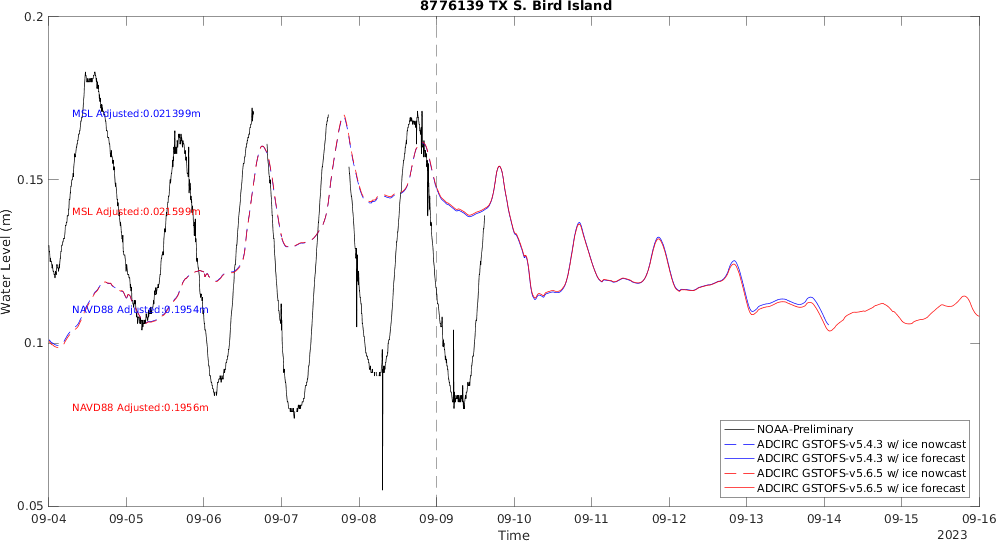 8776139 TX S. Bird Island
0.2
0.15
0.1
0.05
Water Level (m)
MSL Adjusted:0.021399m
MSL Adjusted:0.021599m
NAVD88 Adjusted:0.1954m
NAVD88 Adjusted:0.1956m
NOAA-Preliminary
ADCIRC GSTOFS-v5.4.3 w/ ice nowcast
ADCIRC GSTOFS-v5.4.3 w/ ice forecast
ADCIRC GSTOFS-v5.6.5 w/ ice nowcast
ADCIRC GSTOFS-v5.6.5 w/ ice forecast
09-04 09-05 09-06 09-07 09-08 09-09 09-10 09-11 09-12 09-13 09-14 09-15 09-16
Time
2023